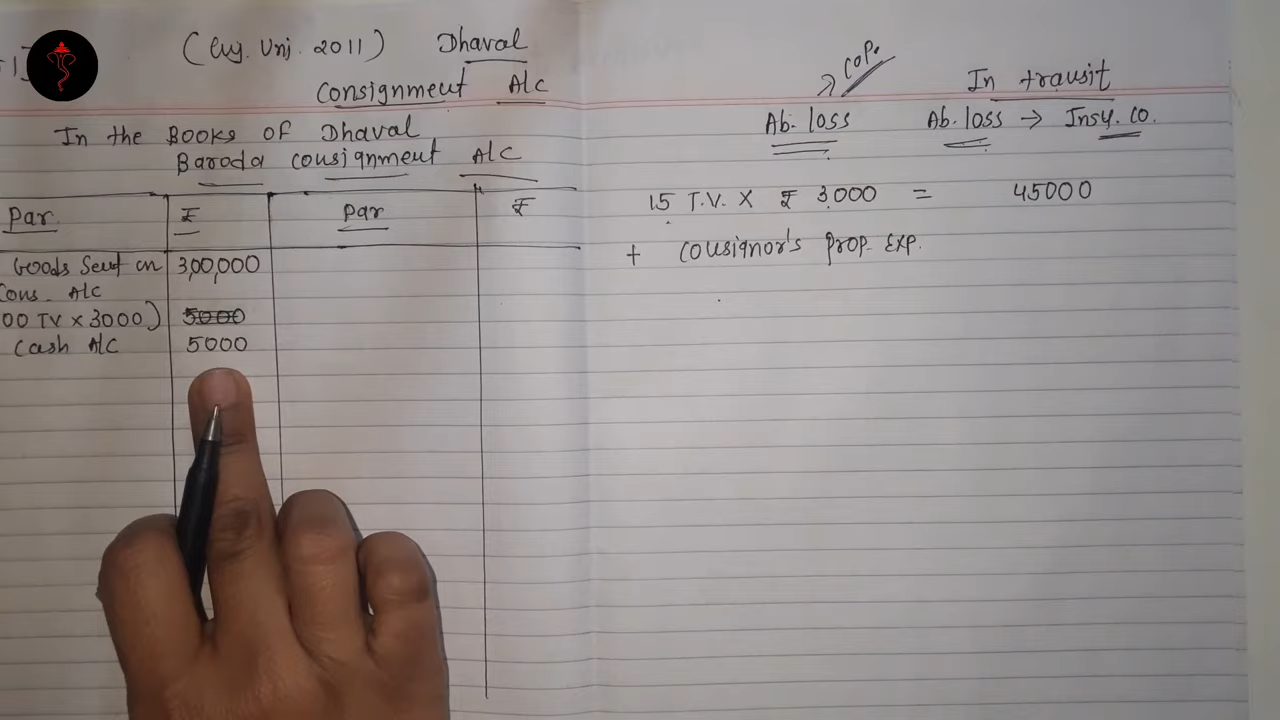 (Guj. Uni. 2011) Dhaval
Consignment A/c
In the Books of Dhaval
Baroda consignment A/c
Par. ₹ Par ₹
Goods Sent on 3,00,000
Cons. A/c
00 TV × 3000) 5000
Cash A/c 5000
→ COP.
In transit
Ab. loss Ab. loss → Insu. Co.
15 T.V. × ₹ 3,000 = 45000
+ Consignor's Prop. Exp.